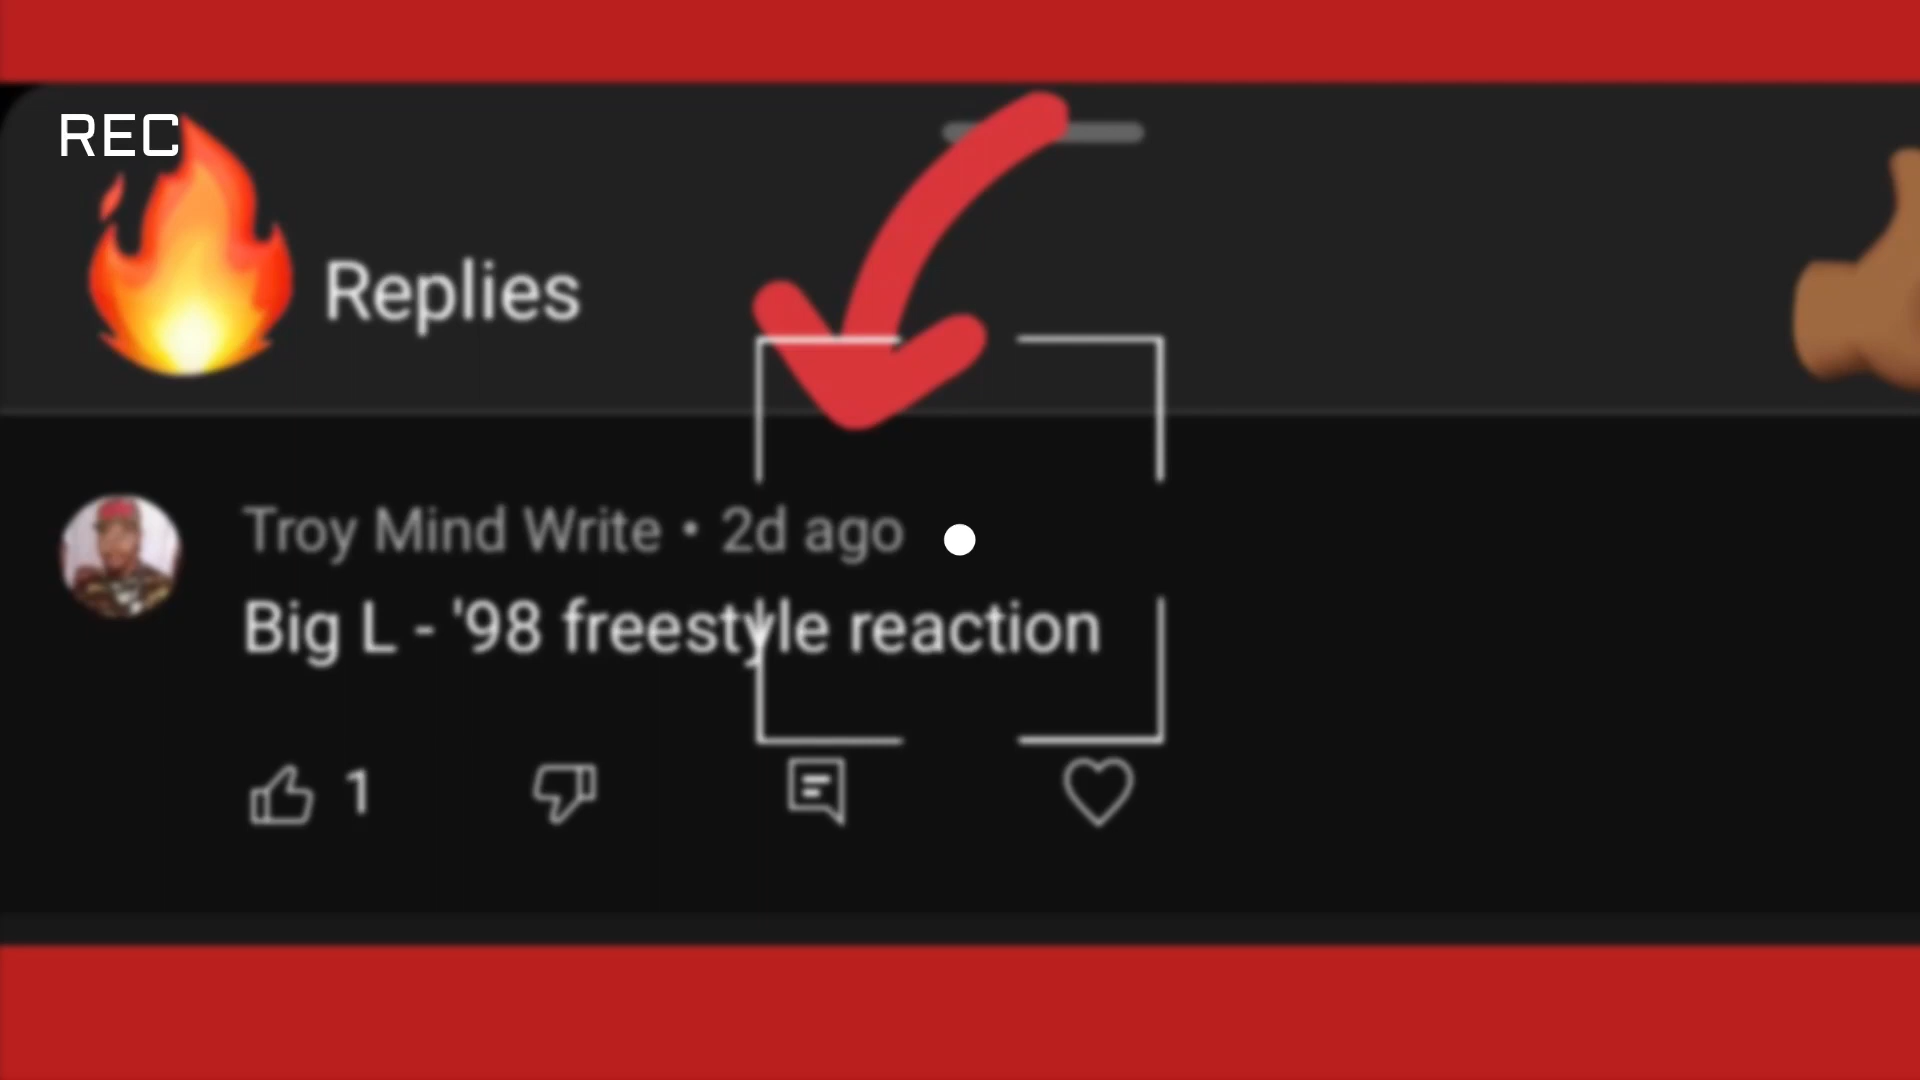 REC
Replies
Troy Mind Write • 2d ago
Big L - '98 freestyle reaction
1